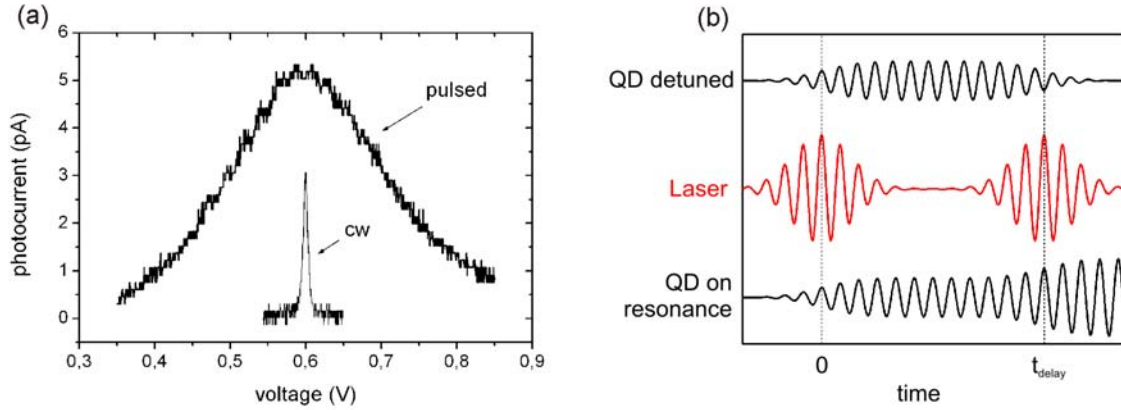 (a)
6
5
4
3
2
1
0
photocurrent (pA)
pulsed
cw
0,3 0,4 0,5 0,6 0,7 0,8 0,9
voltage (V)
(b)
QD detuned
Laser
QD on
resonance
0 t_delay
time